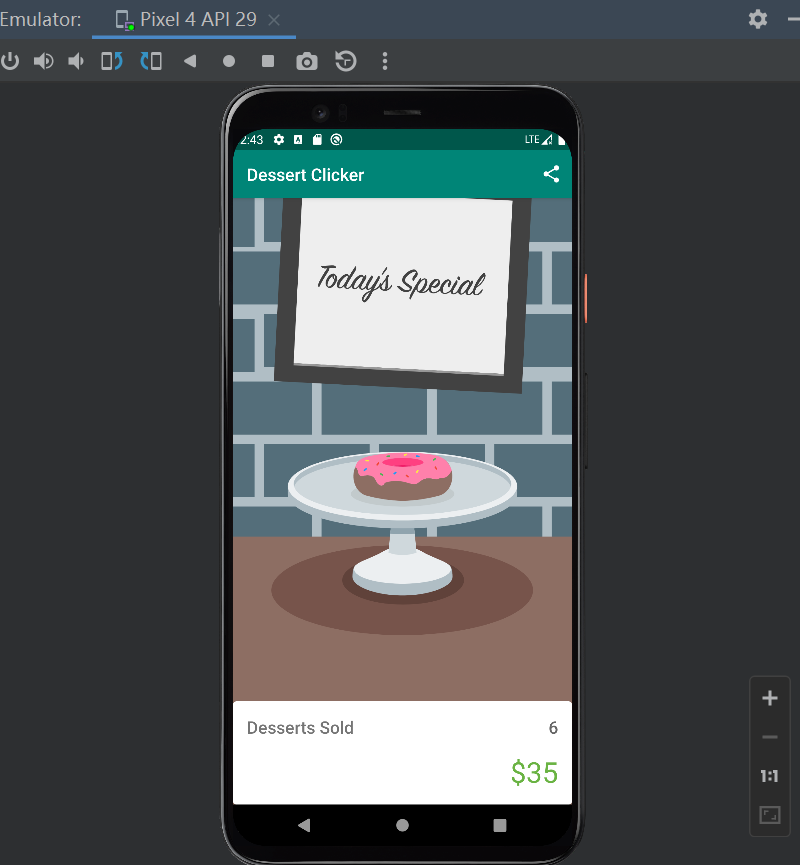 Emulator: Pixel 4 API 29
2:43 LTE
Dessert Clicker
Today's Special
Desserts Sold 6
$35
1:1